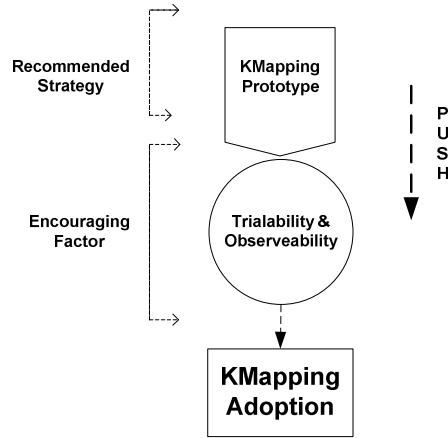 Recommended
Strategy
KMapping
Prototype
P
U
S
H
Encouraging
Factor
Trialability &
Observeability
KMapping
Adoption